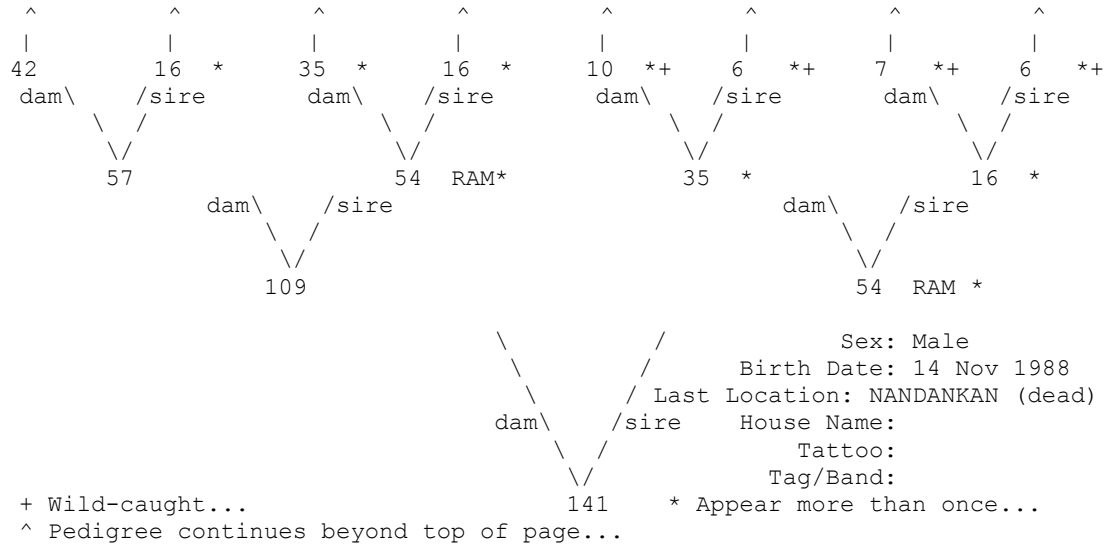 ^ ^ ^ ^ ^ ^ ^ ^
| | | | | | | |
42 16 * 35 * 16 * 10 *+ 6 *+ 7 *+ 6 *+
dam\ /sire dam\ /sire dam\ /sire dam\ /sire
\ / \ / \ / \ /
\/ \/ \/ \/
57 54 RAM* 35 * 16 *
dam\ /sire dam\ /sire
\ / \ /
\/ \/
109 54 RAM *
\ / Sex: Male
\ / Birth Date: 14 Nov 1988
\ / Last Location: NANDANKAN (dead)
dam\ /sire House Name:
\ / Tattoo:
\/ Tag/Band:
+ Wild-caught... 141 * Appear more than once...
^ Pedigree continues beyond top of page...